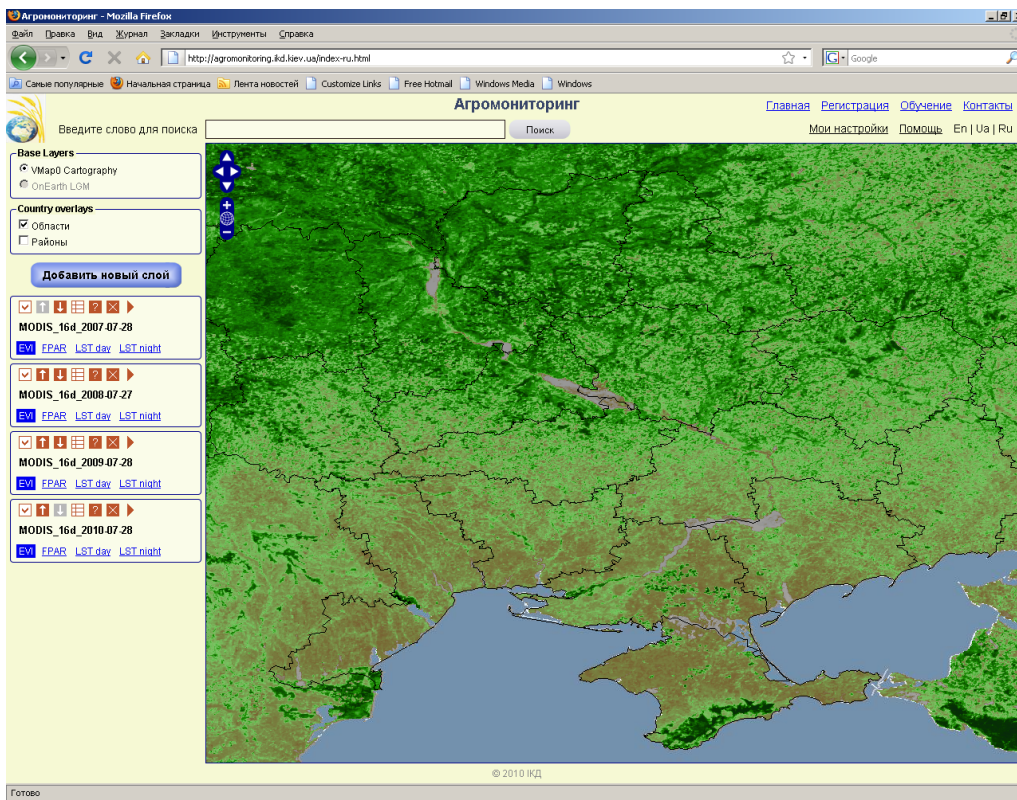 Агромониторинг - Mozilla Firefox
Файл Правка Вид Журнал Закладки Инструменты Справка
http://agromonitoring.ikd.kiev.ua/index-ru.html
G Google
Самые популярные Начальная страница Лента новостей Customize Links Free Hotmail Windows Media Windows
Агромониторинг
Главная Регистрация Обучение Контакты
Введите слово для поиска Поиск
Мои настройки Помощь En | Ua | Ru
Base Layers
VMap0 Cartography
OnEarth LGM
Country overlays
Области
Районы
Добавить новый слой
MODIS_16d_2007-07-28
EVI FPAR LST day LST night
MODIS_16d_2008-07-27
EVI FPAR LST day LST night
MODIS_16d_2009-07-28
EVI FPAR LST day LST night
MODIS_16d_2010-07-28
EVI FPAR LST day LST night
© 2010 ІКД
Готово